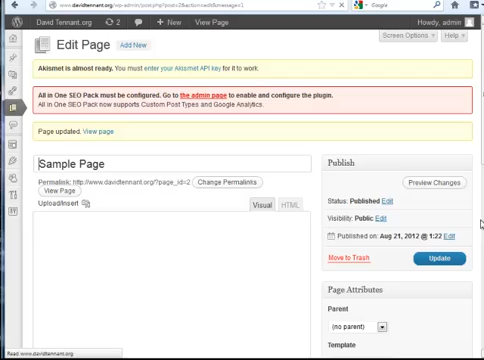 www.davidtennant.org/wp-admin/post.php?post=2&action=edit&message=1
Google
David Tennant.org
2
+ New
View Page
Howdy, admin
Screen Options
Help
Edit Page
Add New
Akismet is almost ready. You must enter your Akismet API key for it to work.
All in One SEO Pack must be configured. Go to the admin page to enable and configure the plugin.
All in One SEO Pack now supports Custom Post Types and Google Analytics.
Page updated. View page
Sample Page
Permalink: http://www.davidtennant.org/?page_id=2
Change Permalinks
View Page
Upload/Insert
Visual
HTML
Publish
Preview Changes
Status: Published Edit
Visibility: Public Edit
Published on: Aug 21, 2012 @ 1:22 Edit
Move to Trash
Update
Page Attributes
Parent
(no parent)
Template
Read www.davidtennant.org